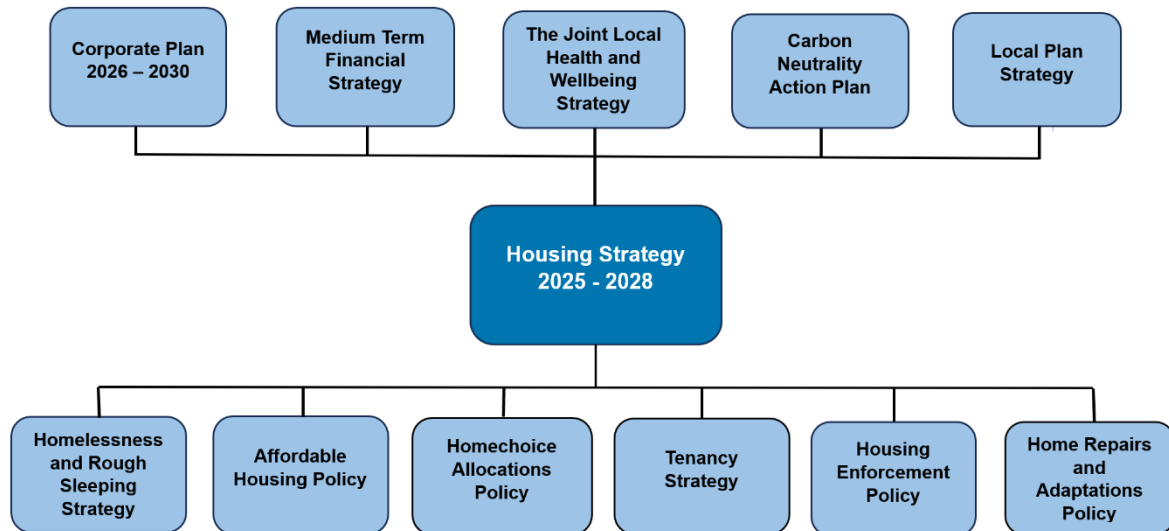 Corporate Plan
2026 – 2030
Medium Term
Financial
Strategy
The Joint Local
Health and
Wellbeing
Strategy
Carbon
Neutrality
Action Plan
Local Plan
Strategy
Housing Strategy
2025 - 2028
Homelessness
and Rough
Sleeping
Strategy
Affordable
Housing Policy
Homechoice
Allocations
Policy
Tenancy
Strategy
Housing
Enforcement
Policy
Home Repairs
and
Adaptations
Policy